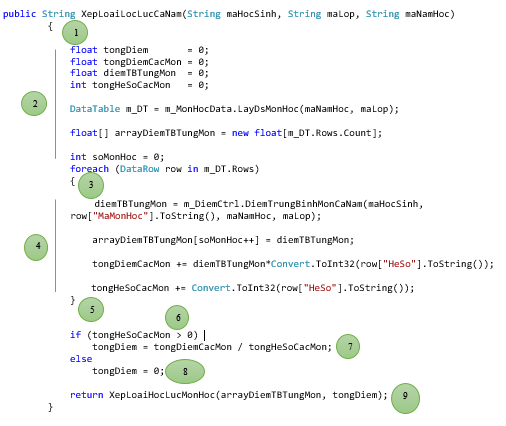 public String XepLoaiLocLucCaNam(String maHocSinh, String maLop, String maNamHoc)
{
1
float tongDiem = 0;
float tongDiemCacMon = 0;
float diemTBTungMon = 0;
int tongHeSoCacMon = 0;
2
DataTable m_DT = m_MonHocData.LayDsMonHoc(maNamHoc, maLop);
float[] arrayDiemTBTungMon = new float[m_DT.Rows.Count];
int soMonHoc = 0;
foreach (DataRow row in m_DT.Rows)
{ 3
diemTBTungMon = m_DiemCtrl.DiemTrungBinhMonCaNam(maHocSinh,
row["MaMonHoc"].ToString(), maNamHoc, maLop);
arrayDiemTBTungMon[soMonHoc++] = diemTBTungMon;
4
tongDiemCacMon += diemTBTungMon*Convert.ToInt32(row["HeSo"].ToString());
tongHeSoCacMon += Convert.ToInt32(row["HeSo"].ToString());
} 5
6
if (tongHeSoCacMon > 0)
tongDiem = tongDiemCacMon / tongHeSoCacMon; 7
else
tongDiem = 0; 8
return XepLoaiHocLucMonHoc(arrayDiemTBTungMon, tongDiem); 9
}